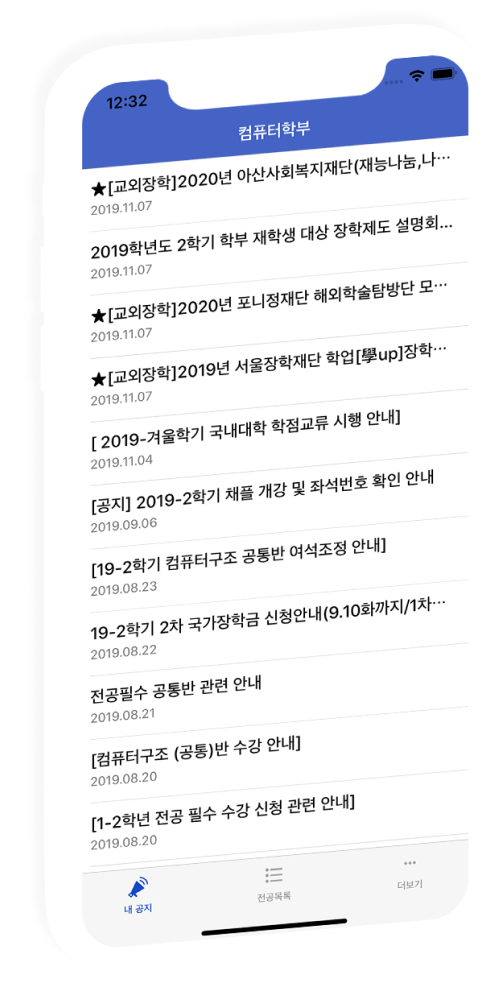 12:32
컴퓨터학부
★[교외장학]2020년 아산사회복지재단(재능나눔,나…
2019.11.07
2019학년도 2학기 학부 재학생 대상 장학제도 설명회...
2019.11.07
★[교외장학]2020년 포니정재단 해외학술탐방단 모…
2019.11.07
★[교외장학]2019년 서울장학재단 학업[學up]장학…
2019.11.07
[ 2019-겨울학기 국내대학 학점교류 시행 안내]
2019.11.04
[공지] 2019-2학기 채플 개강 및 좌석번호 확인 안내
2019.09.06
[19-2학기 컴퓨터구조 공통반 여석조정 안내]
2019.08.23
19-2학기 2차 국가장학금 신청안내(9.10화까지/1차…
2019.08.22
전공필수 공통반 관련 안내
2019.08.21
[컴퓨터구조 (공통)반 수강 안내]
2019.08.20
[1-2학년 전공 필수 수강 신청 관련 안내]
2019.08.20
내 공지
전공목록
더보기